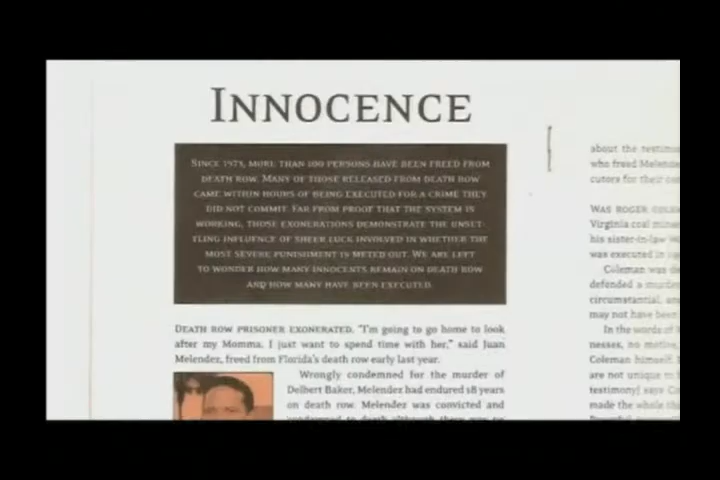 INNOCENCE
SINCE 1973, MORE THAN 100 PERSONS HAVE BEEN FREED FROM
DEATH ROW. MANY OF THOSE RELEASED FROM DEATH ROW
CAME WITHIN HOURS OF BEING EXECUTED FOR A CRIME THEY
DID NOT COMMIT. FAR FROM PROOF THAT THE SYSTEM IS
WORKING, THOSE EXONERATIONS DEMONSTRATE THE UNSET-
TLING INFLUENCE OF SHEER LUCK INVOLVED IN WHETHER THE
MOST SEVERE PUNISHMENT IS METED OUT. WE ARE LEFT
TO WONDER HOW MANY INNOCENTS REMAIN ON DEATH ROW
AND HOW MANY HAVE BEEN EXECUTED.
DEATH ROW PRISONER EXONERATED. "I'm going to go home to look
after my Momma. I just want to spend time with her," said Juan
Melendez, freed from Florida's death row early last year.
Wrongly condemned for the murder of
Delbert Baker, Melendez had endured 18 years
on death row. Melendez was convicted and
condemned to death although there was no
about the
who freed
cutors for their
WAS ROGER
Virginia coal
his sister-in-law
was executed in
Coleman was
defended a
circumstantial,
may not have been
In the words of
nesses, no motive,
Coleman himself.
are not unique
testimony] says
made the whole